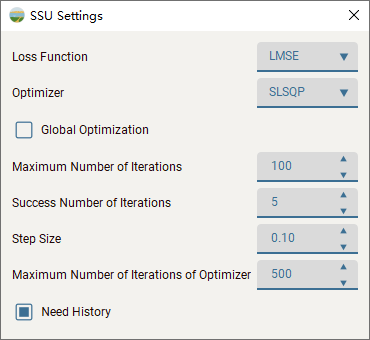 SSU Settings
Loss Function LMSE
Optimizer SLSQP
Global Optimization
Maximum Number of Iterations 100
Success Number of Iterations 5
Step Size 0.10
Maximum Number of Iterations of Optimizer 500
Need History